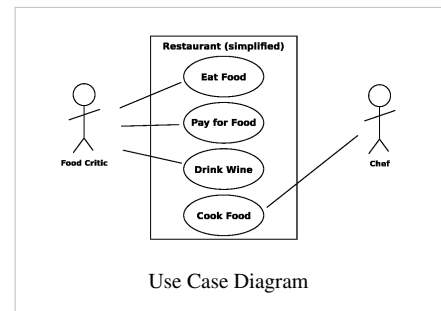 Restaurant (simplified)
Eat Food
Pay for Food
Drink Wine
Cook Food
Food Critic
Chef
Use Case Diagram